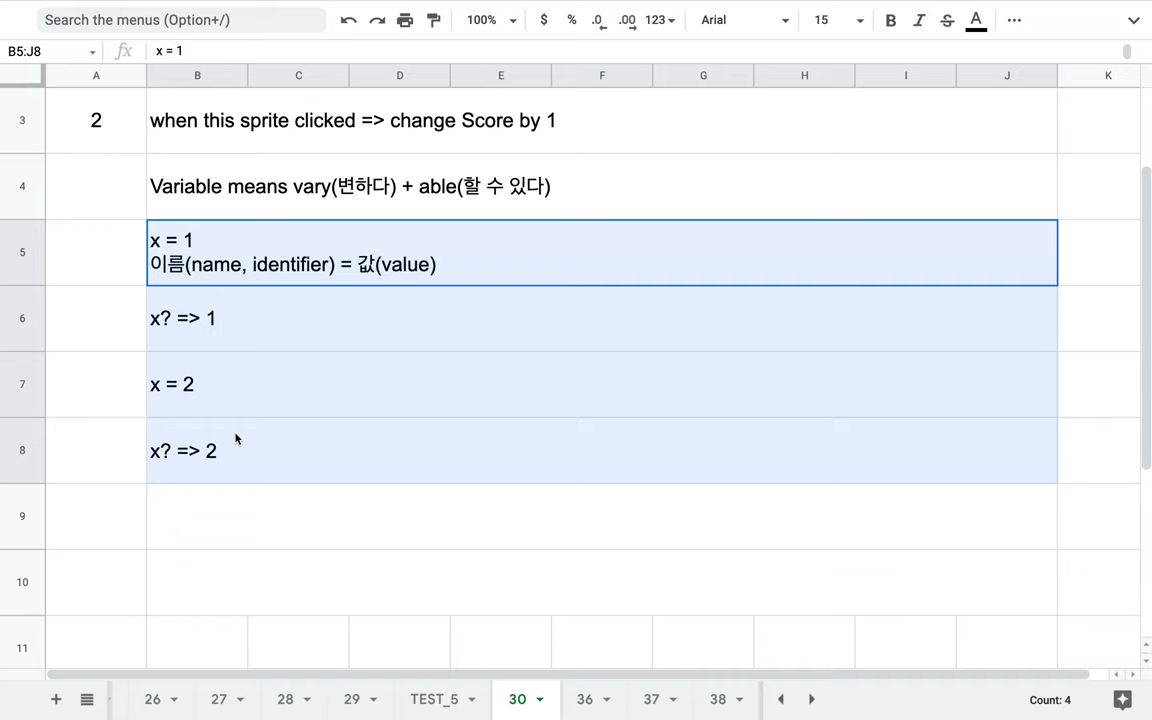 Search the menus (Option+/)
100%
$
%
.0
.00
123
Arial
15
B
I
S
A
B5:J8
fx
x = 1
A
B
C
D
E
F
G
H
I
J
K
3
2
when this sprite clicked => change Score by 1
4
Variable means vary(변하다) + able(할 수 있다)
5
x = 1
이름(name, identifier) = 값(value)
6
x? => 1
7
x = 2
8
x? => 2
9
10
11
26
27
28
29
TEST_5
30
36
37
38
Count: 4